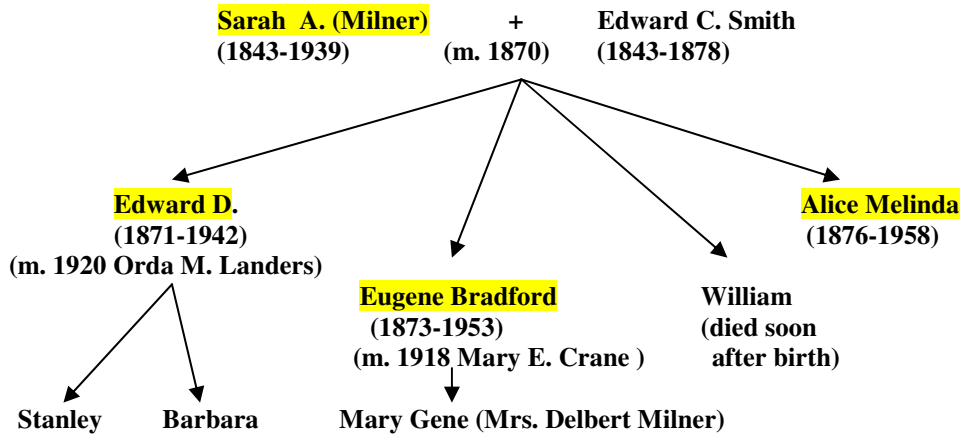 Sarah A. (Milner) + Edward C. Smith
(1843-1939) (m. 1870) (1843-1878)
Edward D. Alice Melinda
(1871-1942) (1876-1958)
(m. 1920 Orda M. Landers)
Eugene Bradford William
(1873-1953) (died soon
(m. 1918 Mary E. Crane ) after birth)
Stanley Barbara Mary Gene (Mrs. Delbert Milner)